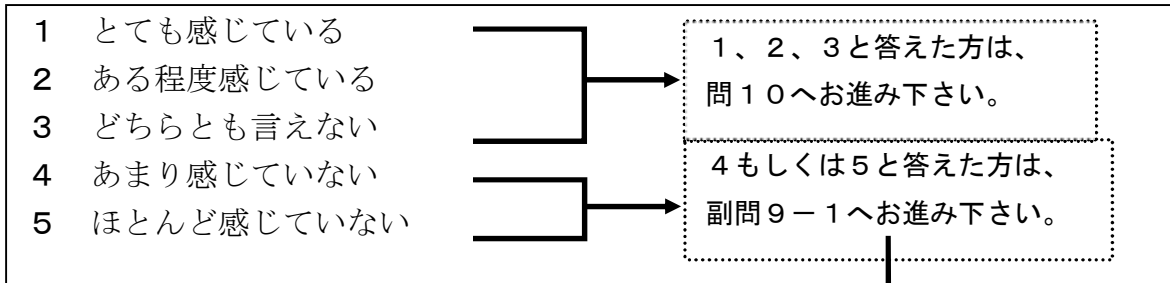 1 とても感じている
2 ある程度感じている
3 どちらとも言えない
4 あまり感じていない
5 ほとんど感じていない
１、２、３と答えた方は、
問１０へお進み下さい。
４もしくは５と答えた方は、
副問９－１へお進み下さい。